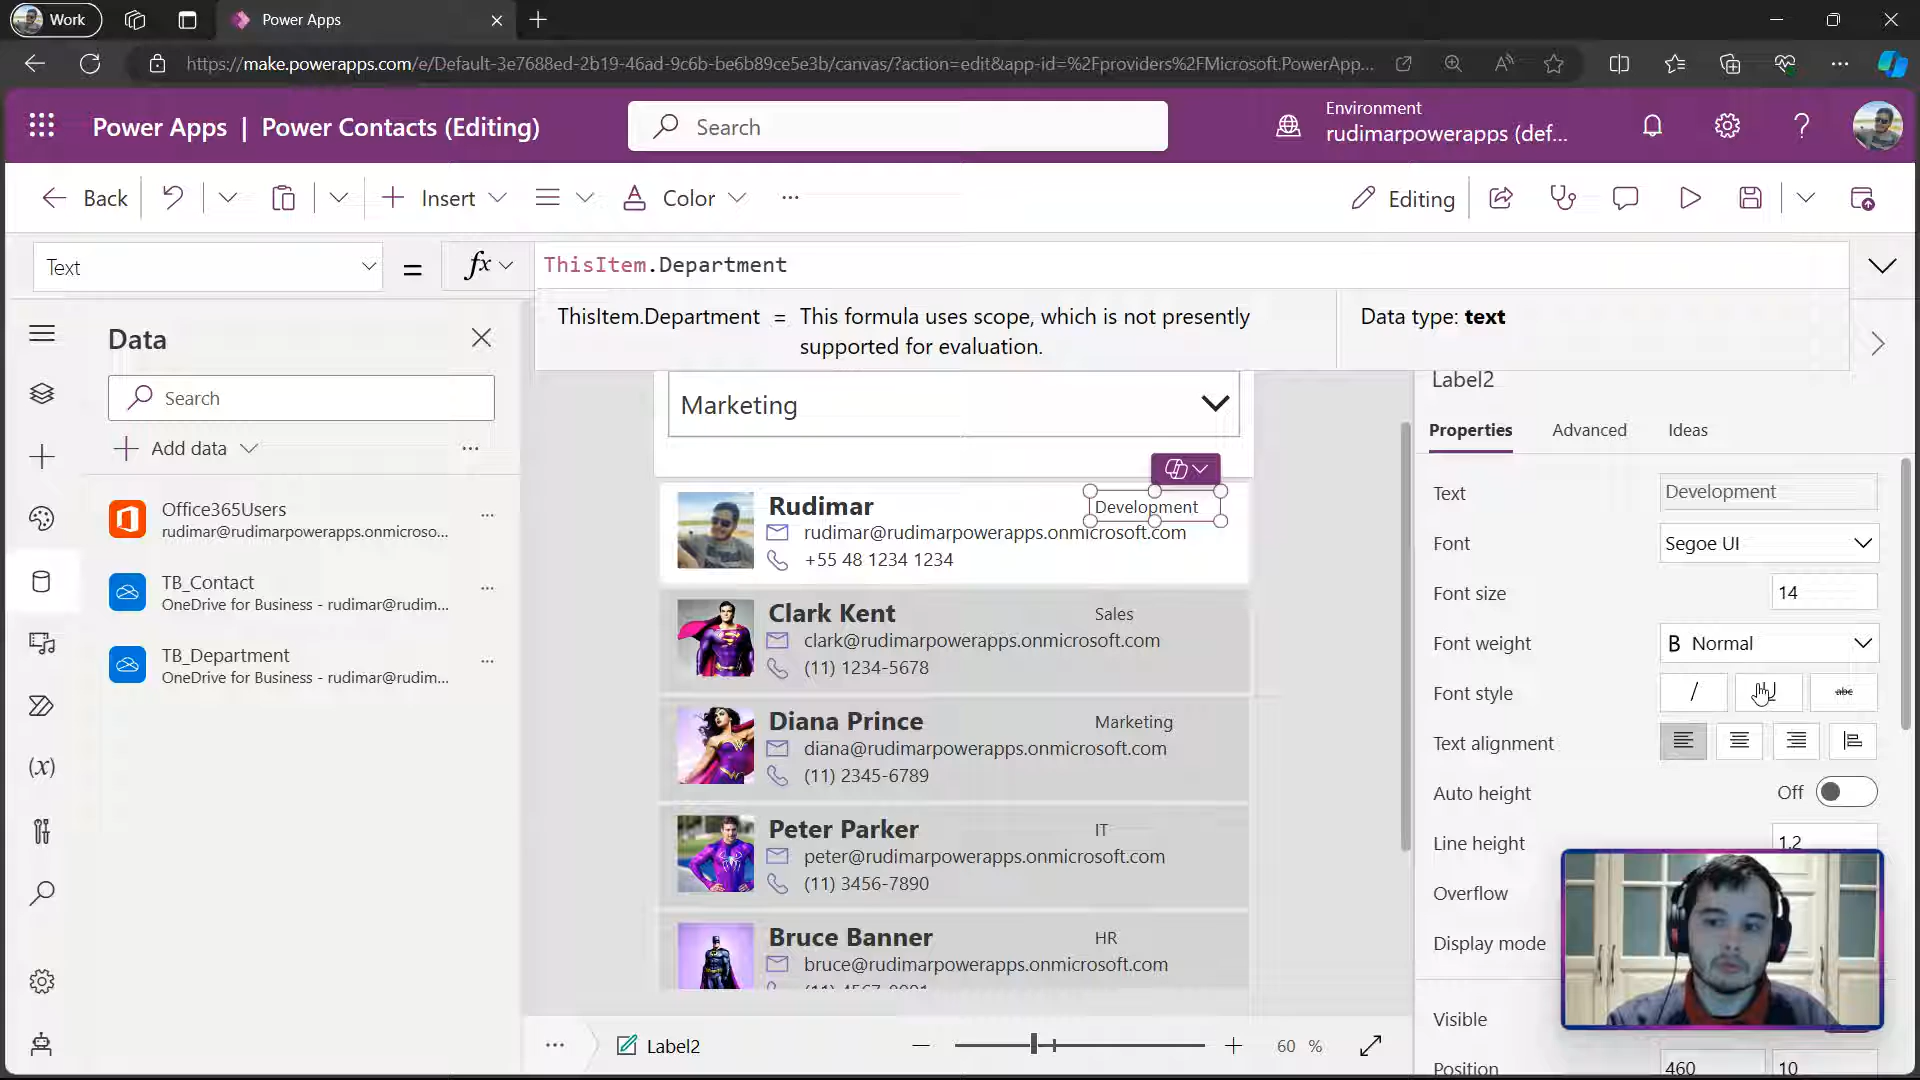 Work
Power Apps
https://make.powerapps.com/e/Default-3e7688ed-2b19-46ad-9c6b-be6b89ce5e3b/canvas/?action=edit&app-id=%2Fproviders%2FMicrosoft.PowerApp...
Power Apps | Power Contacts (Editing)
Search
Environment
rudimarpowerapps (def...
Back
Insert
Color
Editing
Text
=
fx
ThisItem.Department
ThisItem.Department = This formula uses scope, which is not presently
supported for evaluation.
Data type: text
Data
Search
Add data
Office365Users
rudimar@rudimarpowerapps.onmicroso...
TB_Contact
OneDrive for Business - rudimar@rudim...
TB_Department
OneDrive for Business - rudimar@rudim...
Marketing
Rudimar
Development
rudimar@rudimarpowerapps.onmicrosoft.com
+55 48 1234 1234
Clark Kent
Sales
clark@rudimarpowerapps.onmicrosoft.com
(11) 1234-5678
Diana Prince
Marketing
diana@rudimarpowerapps.onmicrosoft.com
(11) 2345-6789
Peter Parker
IT
peter@rudimarpowerapps.onmicrosoft.com
(11) 3456-7890
Bruce Banner
HR
bruce@rudimarpowerapps.onmicrosoft.com
Label2
60 %
Label2
Properties
Advanced
Ideas
Text
Development
Font
Segoe UI
Font size
14
Font weight
B Normal
Font style
/
abc
Text alignment
Auto height
Off
Line height
1.2
Overflow
Display mode
Visible
Position
460
10